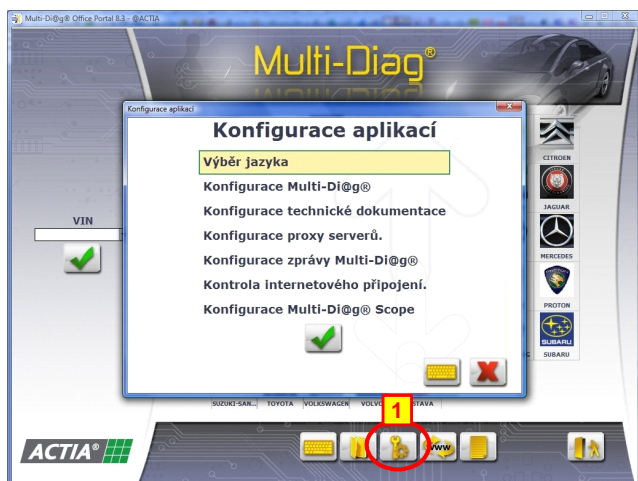 Multi-Di@g® Office Portal 8.3 - @ACTIA
Multi-Diag®
Konfigurace aplikací
Konfigurace aplikací
Výběr jazyka
Konfigurace Multi-Di@g®
Konfigurace technické dokumentace
Konfigurace proxy serverů.
Konfigurace zprávy Multi-Di@g®
Kontrola internetového připojení.
Konfigurace Multi-Di@g® Scope
VIN
CITROEN
JAGUAR
MERCEDES
PROTON
SUBARU
SUBARU
SUZUKI-SAN... TOYOTA VOLKSWAGEN
1
www
ACTIA®